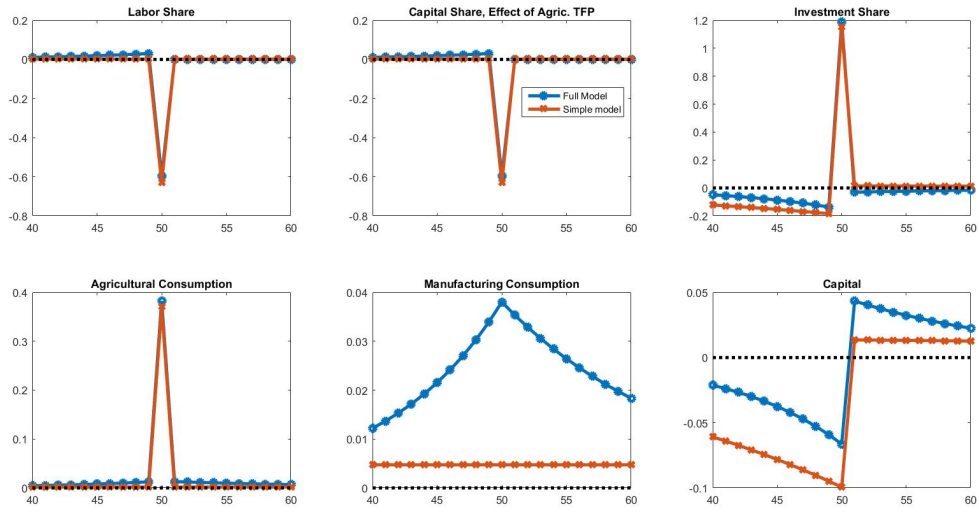 Labor Share
0.2
0
-0.2
-0.4
-0.6
-0.8
40 45 50 55 60
Capital Share, Effect of Agric. TFP
0.2
0
-0.2
-0.4
-0.6
-0.8
40 45 50 55 60
Full Model
Simple model
Investment Share
1.2
1
0.8
0.6
0.4
0.2
0
-0.2
40 45 50 55 60
Agricultural Consumption
0.4
0.3
0.2
0.1
0
40 45 50 55 60
Manufacturing Consumption
0.04
0.03
0.02
0.01
0
40 45 50 55 60
Capital
0.05
0
-0.05
-0.1
40 45 50 55 60